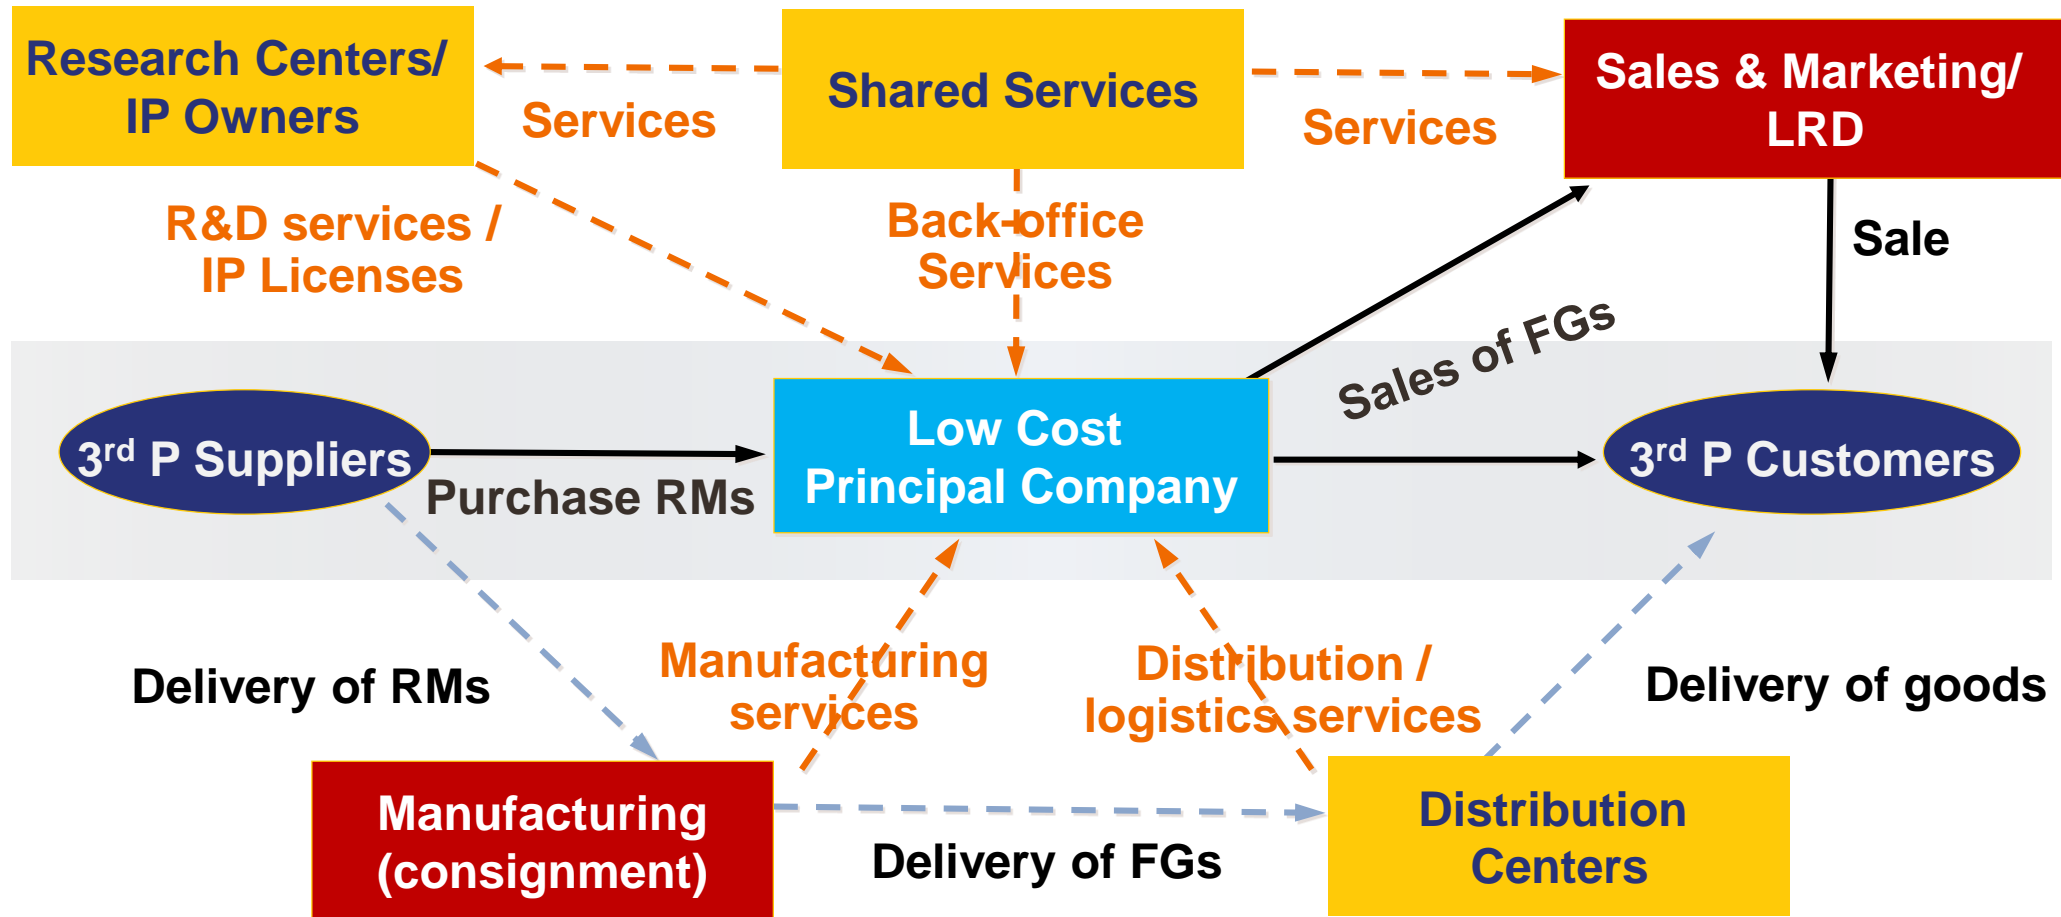 Research Centers/
IP Owners
Services
Shared Services
Services
Sales & Marketing/
LRD
R&D services /
IP Licenses
Back-office
Services
Sale
Sales of FGs
3rd P Suppliers
Purchase RMs
Low Cost
Principal Company
3rd P Customers
Delivery of RMs
Manufacturing
services
Distribution /
logistics services
Delivery of goods
Manufacturing
(consignment)
Delivery of FGs
Distribution
Centers